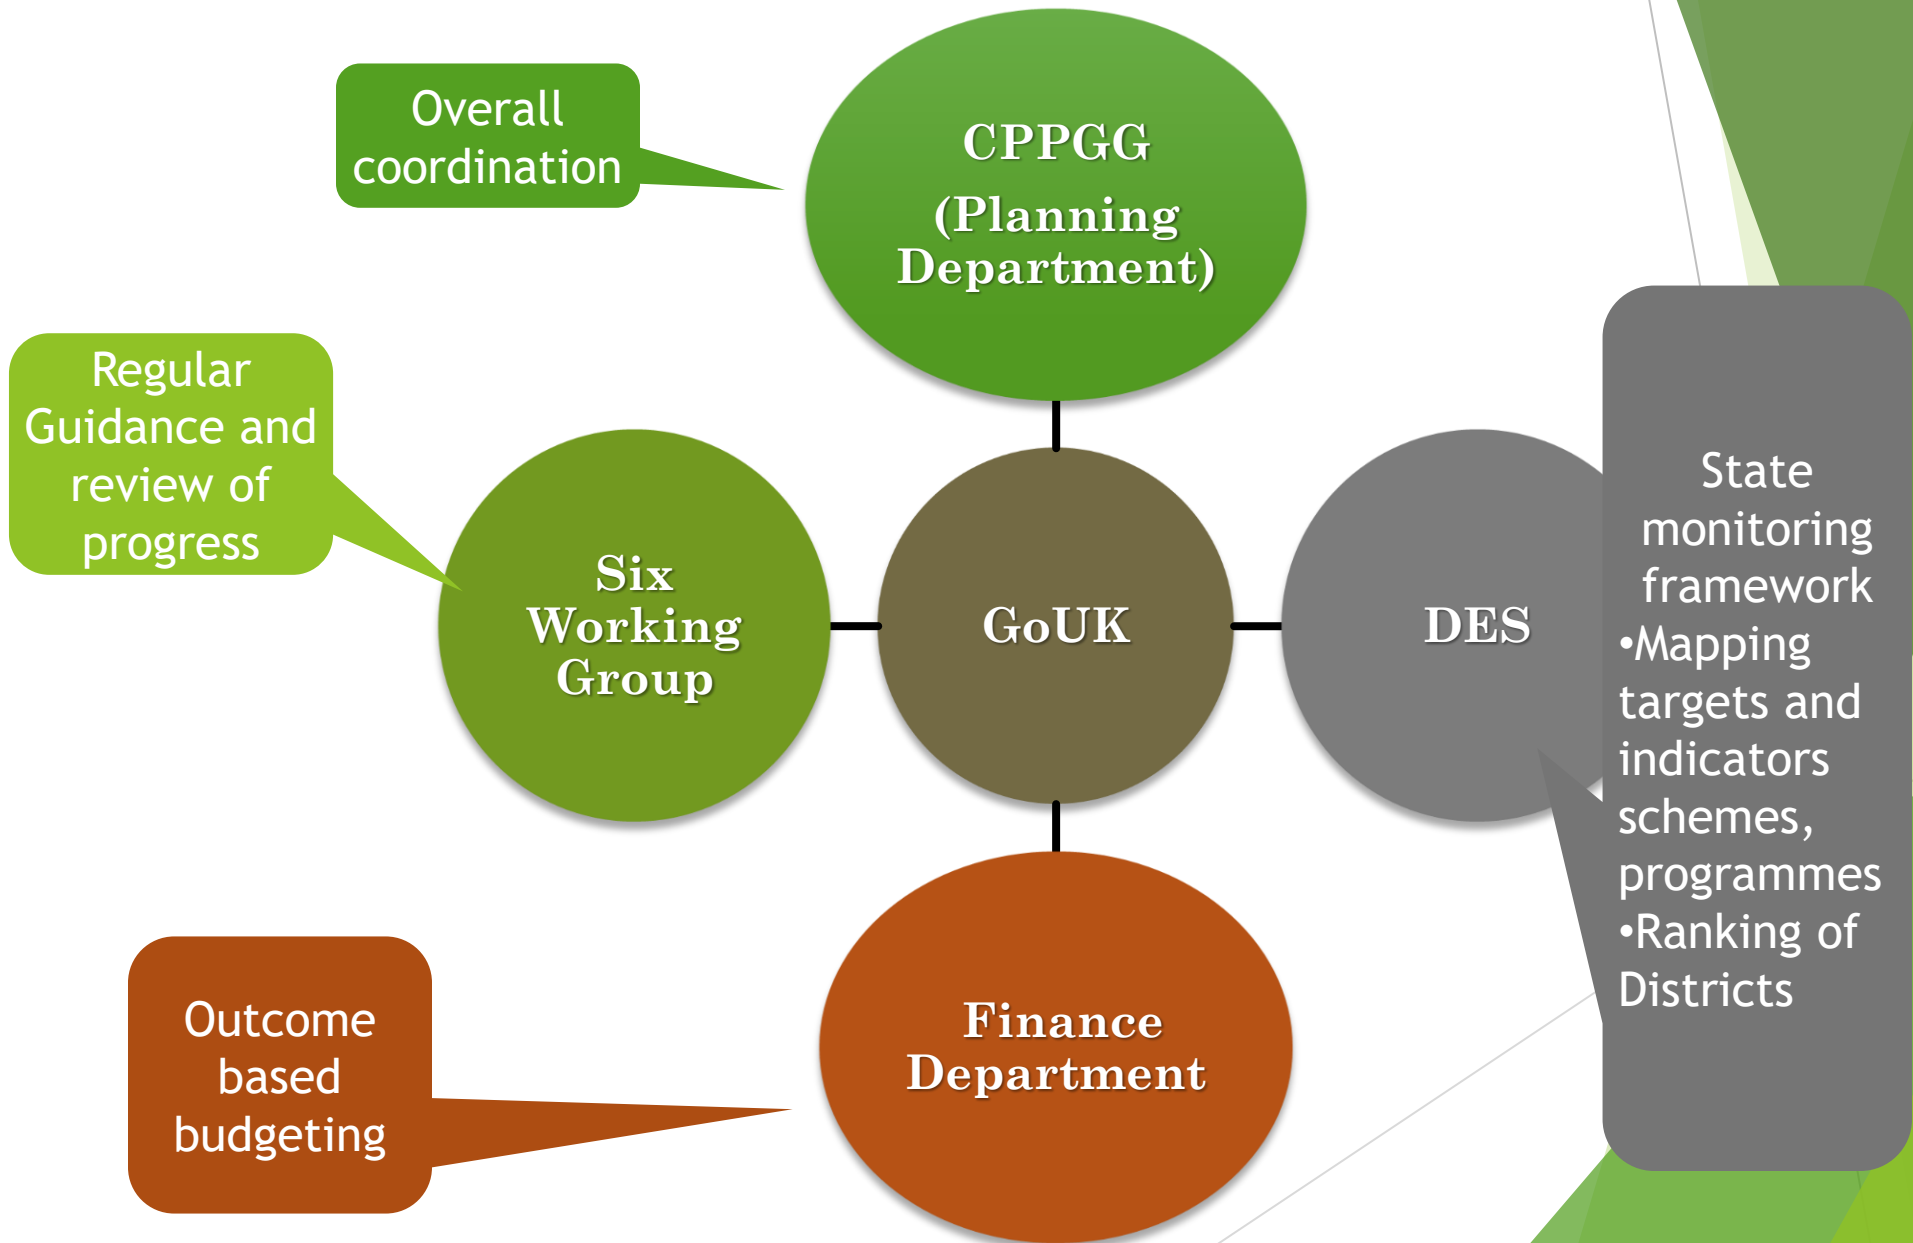 Overall
coordination
CPPGG
(Planning
Department)
Regular
Guidance and
review of
progress
Six
Working
Group
GoUK
DES
State
monitoring
framework
•Mapping
targets and
indicators
schemes,
programmes
•Ranking of
Districts
Outcome
based
budgeting
Finance
Department